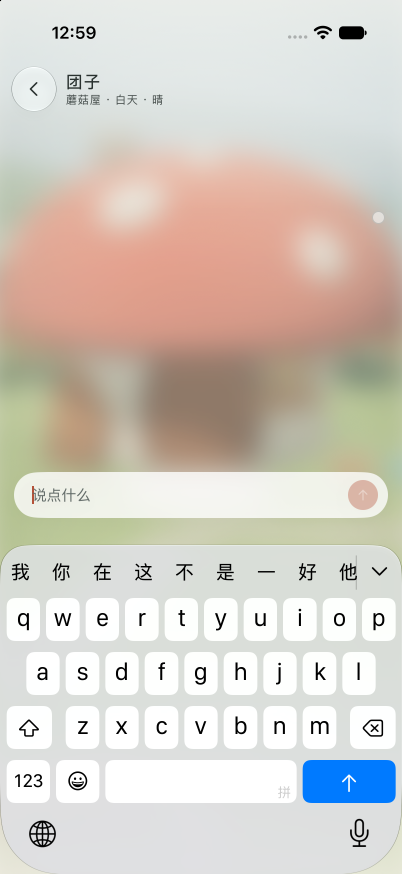 12:59
团子
蘑菇屋 · 白天 · 晴
说点什么
我 你 在 这 不 是 一 好 他
q w e r t y u i o p
a s d f g h j k l
z x c v b n m
123
拼